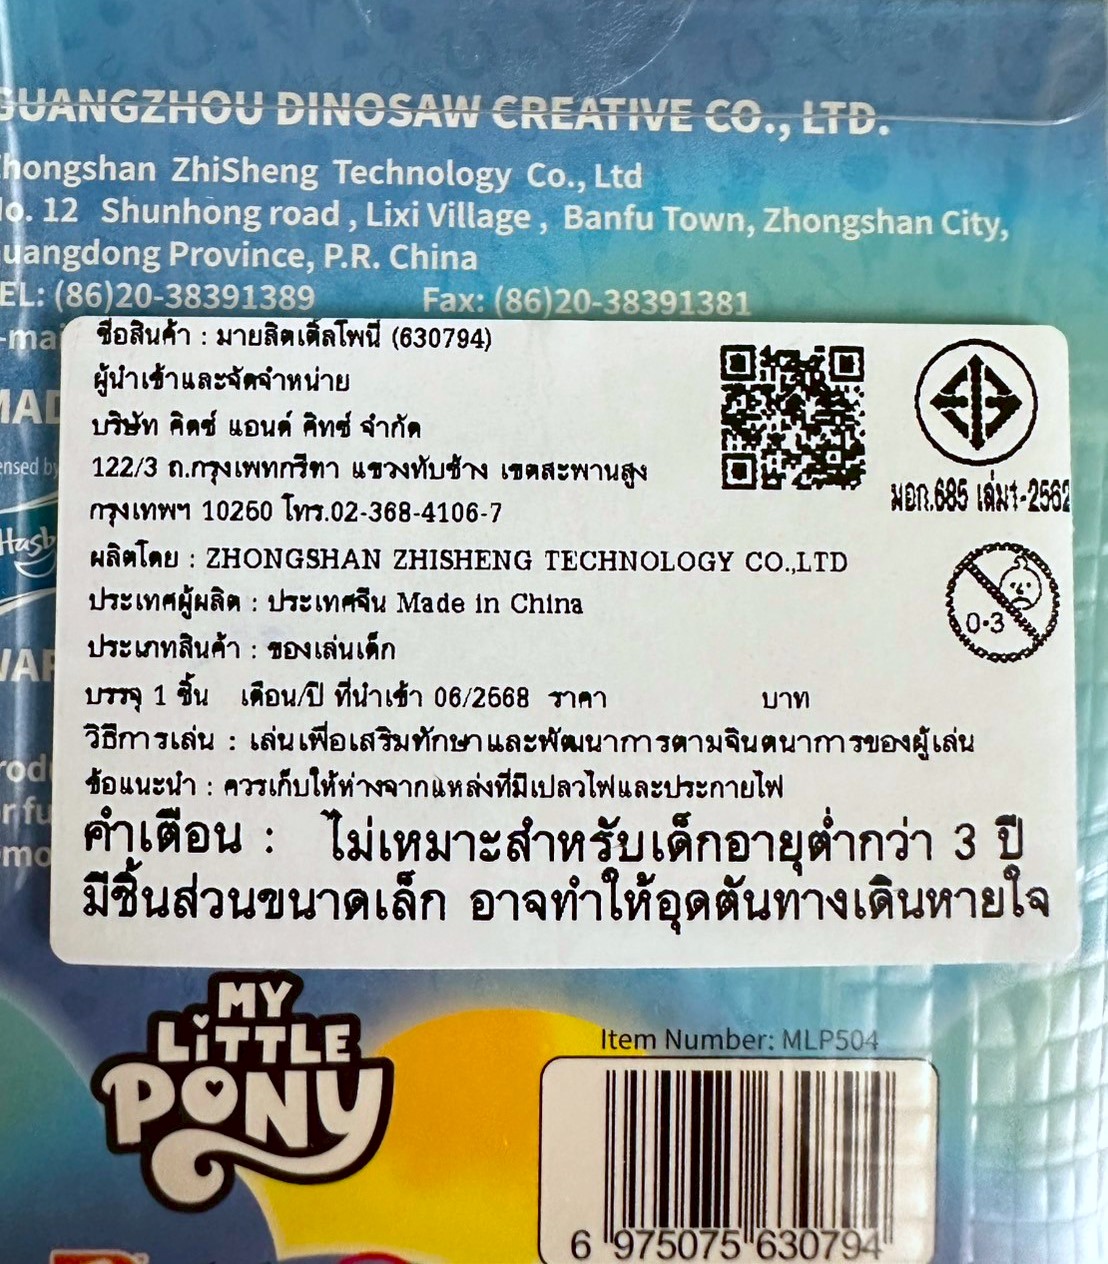 GUANGZHOU DINOSAW CREATIVE CO., LTD.
Zhongshan ZhiSheng Technology Co., Ltd
No. 12 Shunhong road , Lixi Village , Banfu Town, Zhongshan City,
Guangdong Province, P.R. China
TEL: (86)20-38391389 Fax: (86)20-38391381
ชื่อสินค้า : มายลิตเติ้ลโพนี่ (630794)
ผู้นำเข้าและจัดจำหน่าย
บริษัท คิดซ์ แอนด์ คิทซ์ จำกัด
122/3 ถ.กรุงเทพกรีฑา แขวงทับช้าง เขตสะพานสูง
กรุงเทพฯ 10250 โทร.02-368-4106-7
มอก.685 เล่ม1-2562
ผลิตโดย : ZHONGSHAN ZHISHENG TECHNOLOGY CO.,LTD
ประเทศผู้ผลิต : ประเทศจีน Made in China
0-3
ประเภทสินค้า : ของเล่นเด็ก
บรรจุ 1 ชิ้น เดือน/ปี ที่นำเข้า 06/2568 ราคา บาท
วิธีการเล่น : เล่นเพื่อเสริมทักษาและพัฒนาการตามจินตนาการของผู้เล่น
ข้อแนะนำ : ควรเก็บให้ห่างจากแหล่งที่มีเปลวไฟและประกายไฟ
คำเตือน : ไม่เหมาะสำหรับเด็กอายุต่ำกว่า 3 ปี
มีชิ้นส่วนขนาดเล็ก อาจทำให้อุดตันทางเดินหายใจ
MY
LITTLE
PONY
Item Number: MLP504
6 975075 630794